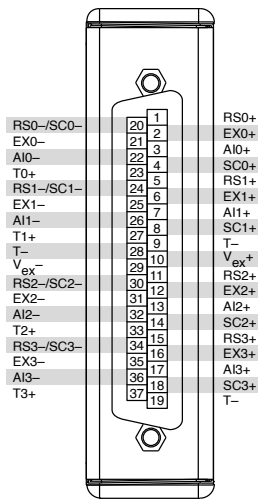 RS0–/SC0– 20
EX0– 21
AI0– 22
T0+ 23
RS1–/SC1– 24
EX1– 25
AI1– 26
T1+ 27
T– 28
Vex– 29
RS2–/SC2– 30
EX2– 31
AI2– 32
T2+ 33
RS3–/SC3– 34
EX3– 35
AI3– 36
T3+ 37
1 RS0+
2 EX0+
3 AI0+
4 SC0+
5 RS1+
6 EX1+
7 AI1+
8 SC1+
9 T–
10 Vex+
11 RS2+
12 EX2+
13 AI2+
14 SC2+
15 RS3+
16 EX3+
17 AI3+
18 SC3+
19 T–